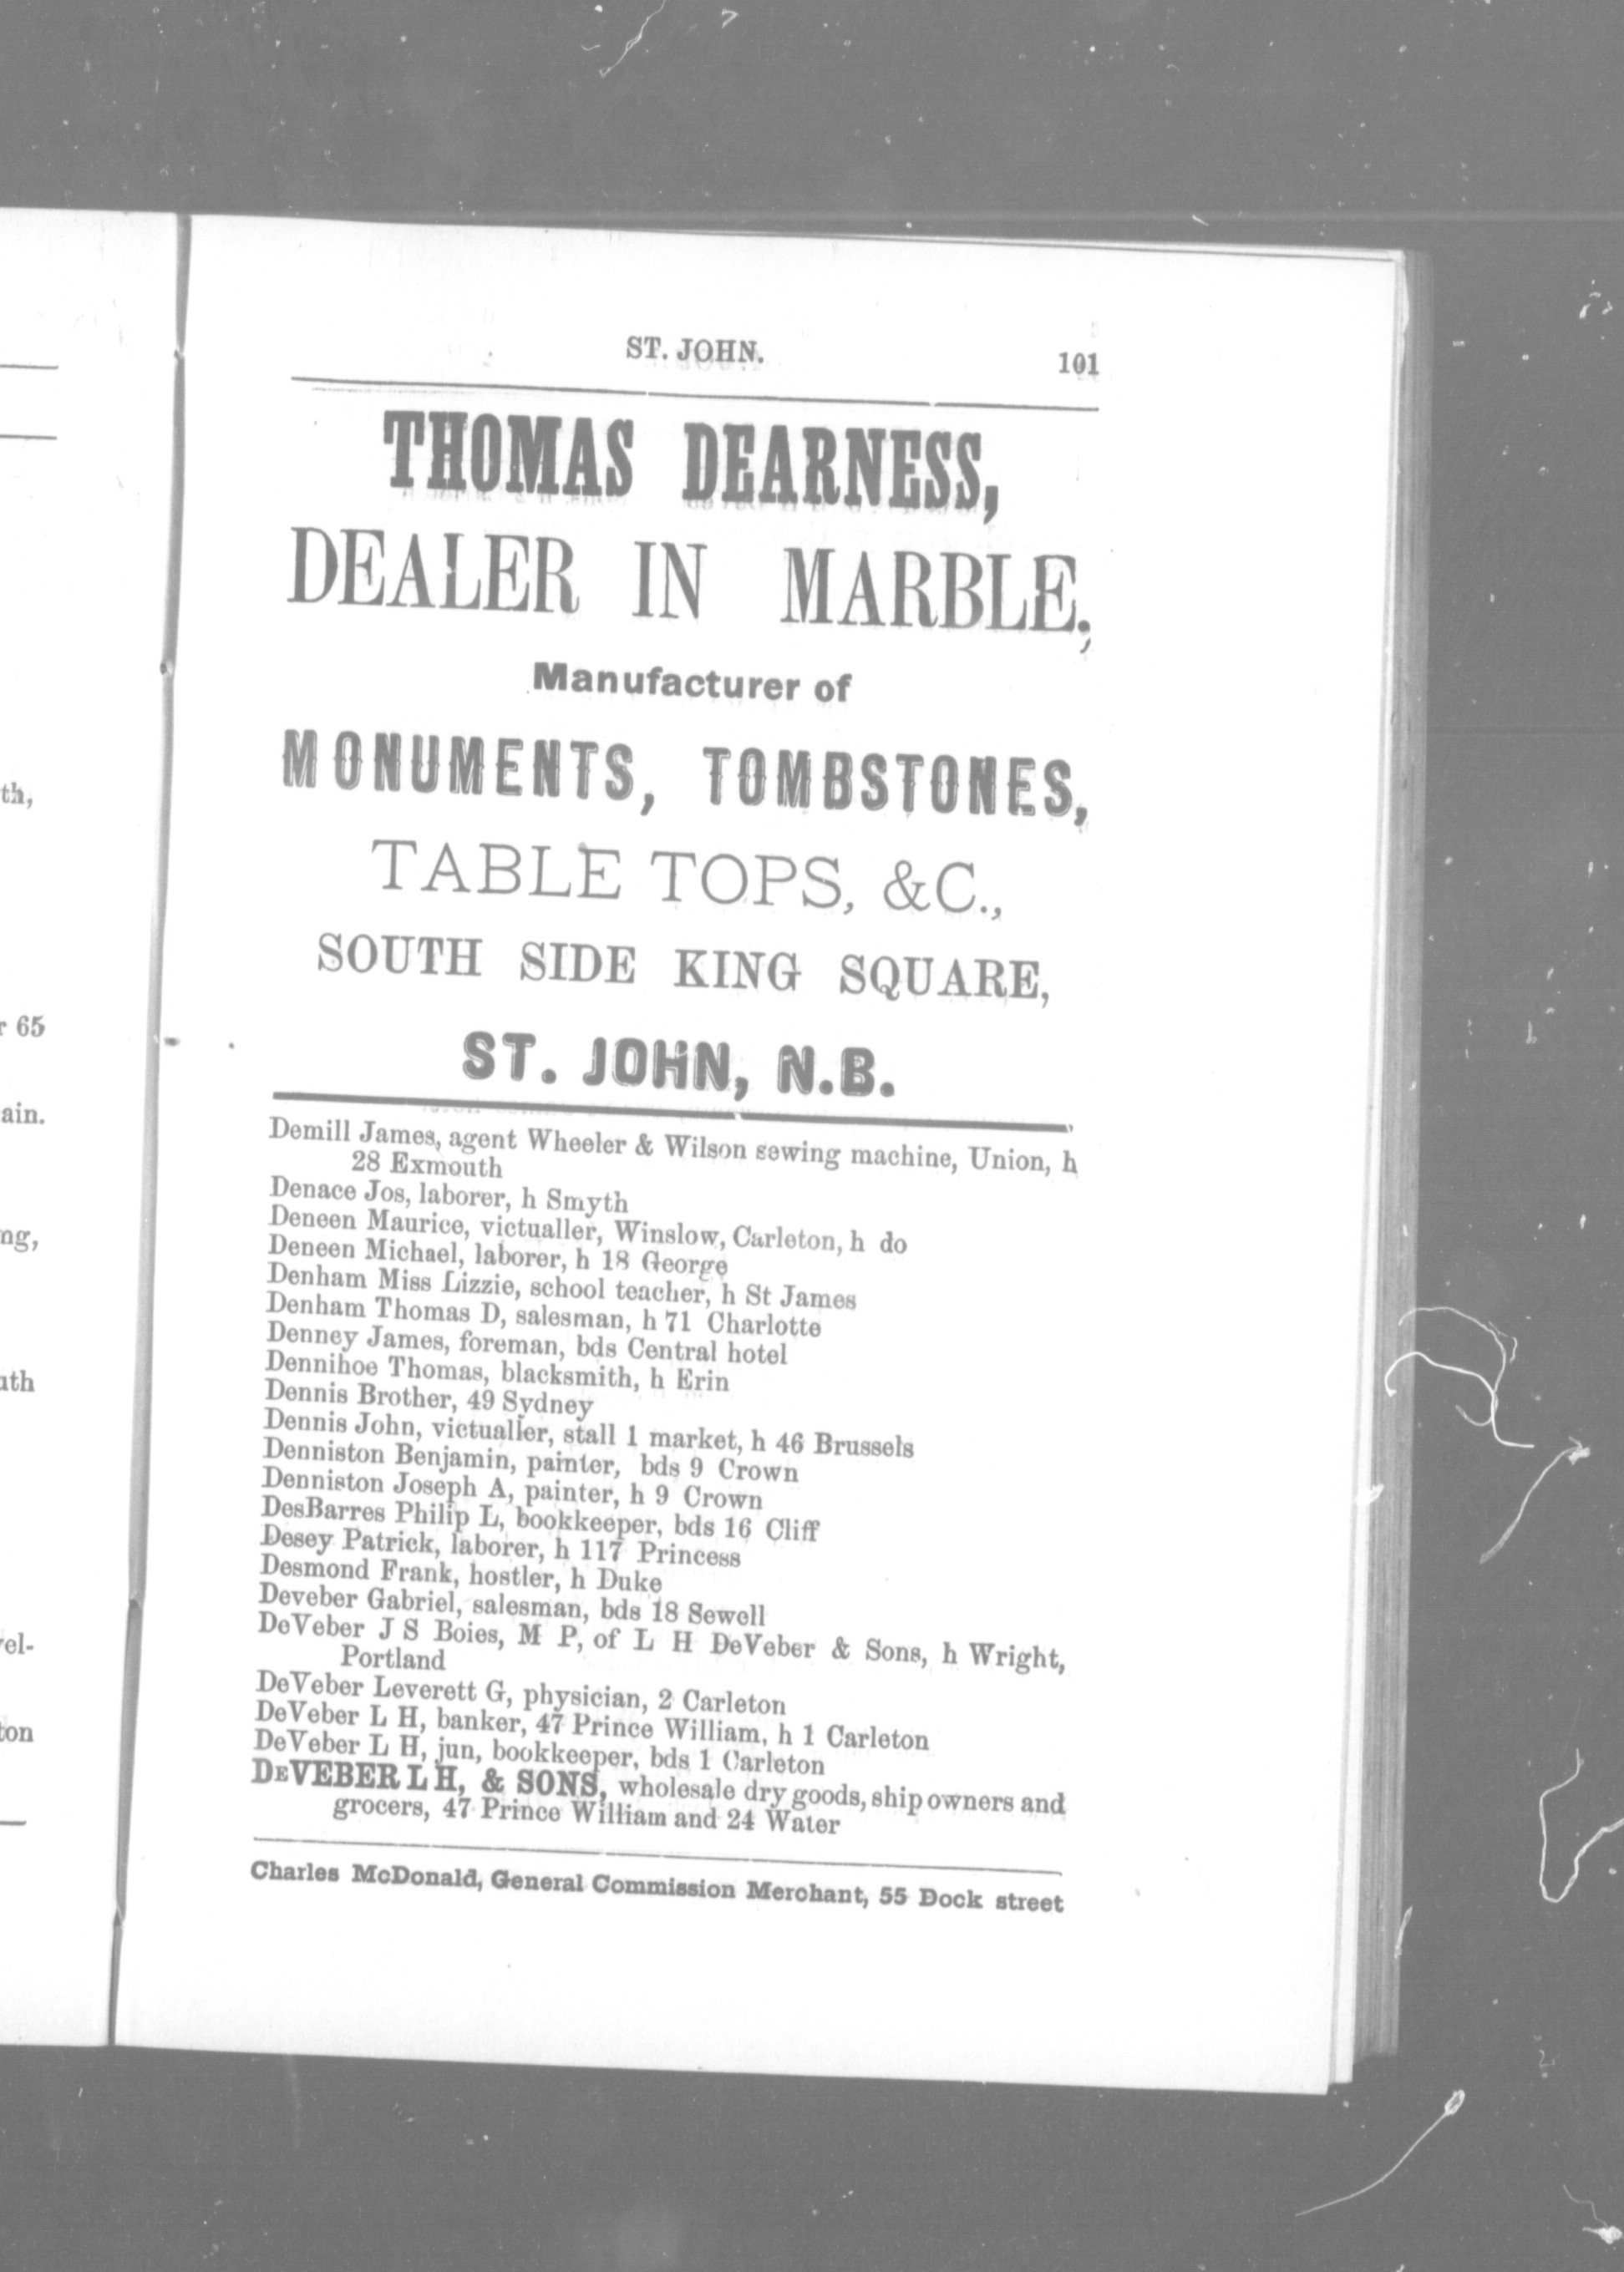 ST. JOHN. 101
THOMAS DEARNESS,
DEALER IN MARBLE,
Manufacturer of
MONUMENTS, TOMBSTONES,
TABLE TOPS, &C.,
SOUTH SIDE KING SQUARE,
ST. JOHN, N.B.
Demill James, agent Wheeler & Wilson sewing machine, Union, h
28 Exmouth
Denace Jos, laborer, h Smyth
Deneen Maurice, victualler, Winslow, Carleton, h do
Deneen Michael, laborer, h 18 George
Denham Miss Lizzie, school teacher, h St James
Denham Thomas D, salesman, h 71 Charlotte
Denney James, foreman, bds Central hotel
Dennihoe Thomas, blacksmith, h Erin
Dennis Brother, 49 Sydney
Dennis John, victualler, stall 1 market, h 46 Brussels
Denniston Benjamin, painter, bds 9 Crown
Denniston Joseph A, painter, h 9 Crown
DesBarres Philip L, bookkeeper, bds 16 Cliff
Desey Patrick, laborer, h 117 Princess
Desmond Frank, hostler, h Duke
Deveber Gabriel, salesman, bds 18 Sewell
DeVeber J S Boies, M P, of L H DeVeber & Sons, h Wright,
Portland
DeVeber Leverett G, physician, 2 Carleton
DeVeber L H, banker, 47 Prince William, h 1 Carleton
DeVeber L H, jun, bookkeeper, bds 1 Carleton
DEVEBER L H, & SONS, wholesale dry goods, ship owners and
grocers, 47 Prince William and 24 Water
Charles McDonald, General Commission Merchant, 55 Dock street
th,
65
ain.
ng,
ath
vel-
ton